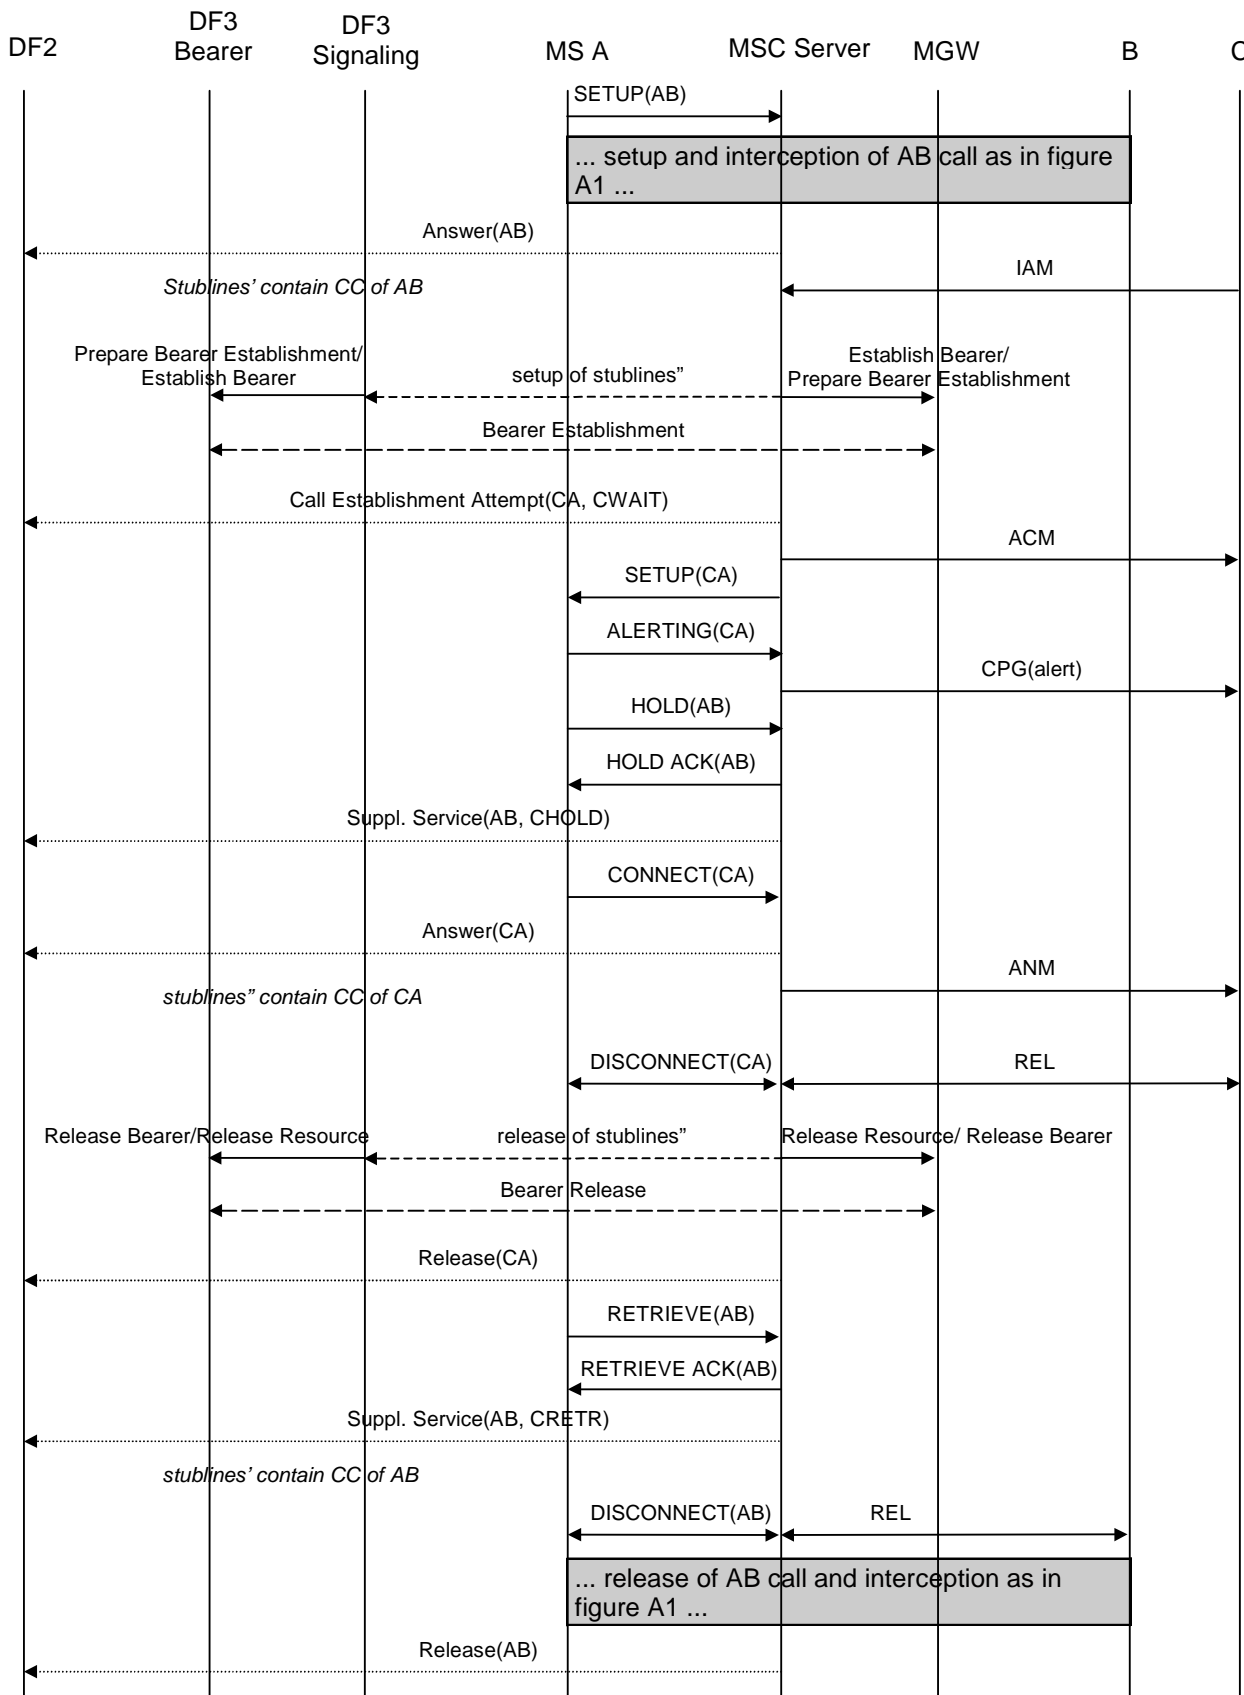 DF2
DF3
Bearer
DF3
Signaling
MS A
MSC Server
MGW
B
C
SETUP(AB)
... setup and interception of AB call as in figure
A1 ...
Answer(AB)
IAM
Stublines’ contain CC of AB
Prepare Bearer Establishment/
Establish Bearer
setup of stublines”
Establish Bearer/
Prepare Bearer Establishment
Bearer Establishment
Call Establishment Attempt(CA, CWAIT)
ACM
SETUP(CA)
ALERTING(CA)
CPG(alert)
HOLD(AB)
HOLD ACK(AB)
Suppl. Service(AB, CHOLD)
CONNECT(CA)
Answer(CA)
ANM
stublines” contain CC of CA
DISCONNECT(CA)
REL
Release Bearer/Release Resource
release of stublines”
Release Resource/ Release Bearer
Bearer Release
Release(CA)
RETRIEVE(AB)
RETRIEVE ACK(AB)
Suppl. Service(AB, CRETR)
stublines’ contain CC of AB
DISCONNECT(AB)
REL
... release of AB call and interception as in
figure A1 ...
Release(AB)